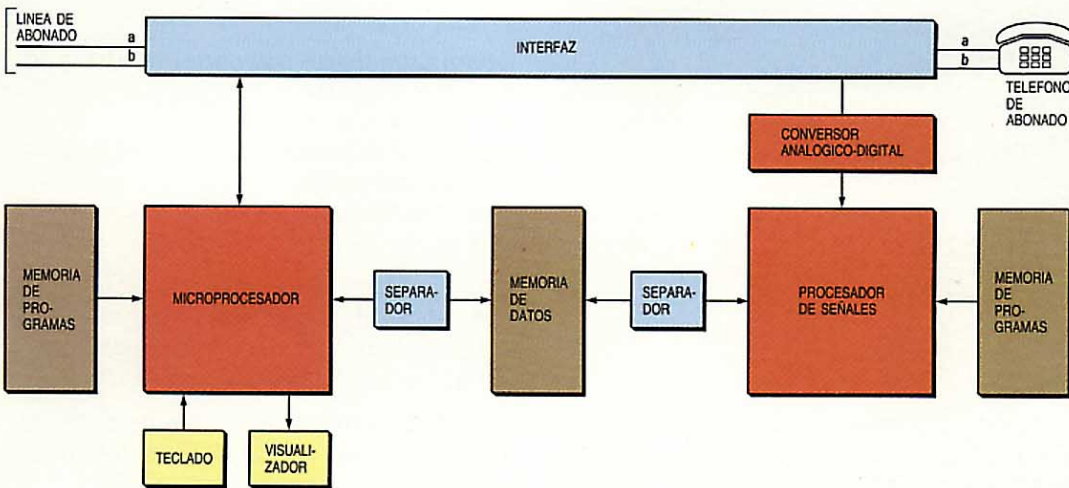 LINEA DE
ABONADO
a
b
INTERFAZ
a
b
TELEFONO
DE
ABONADO
CONVERSOR
ANALOGICO-DIGITAL
MEMORIA
DE
PRO-
GRAMAS
MICROPROCESADOR
SEPARA-
DOR
MEMORIA
DE
DATOS
SEPARA-
DOR
PROCESADOR
DE SEÑALES
MEMORIA
DE
PRO-
GRAMAS
TECLADO
VISUALI-
ZADOR